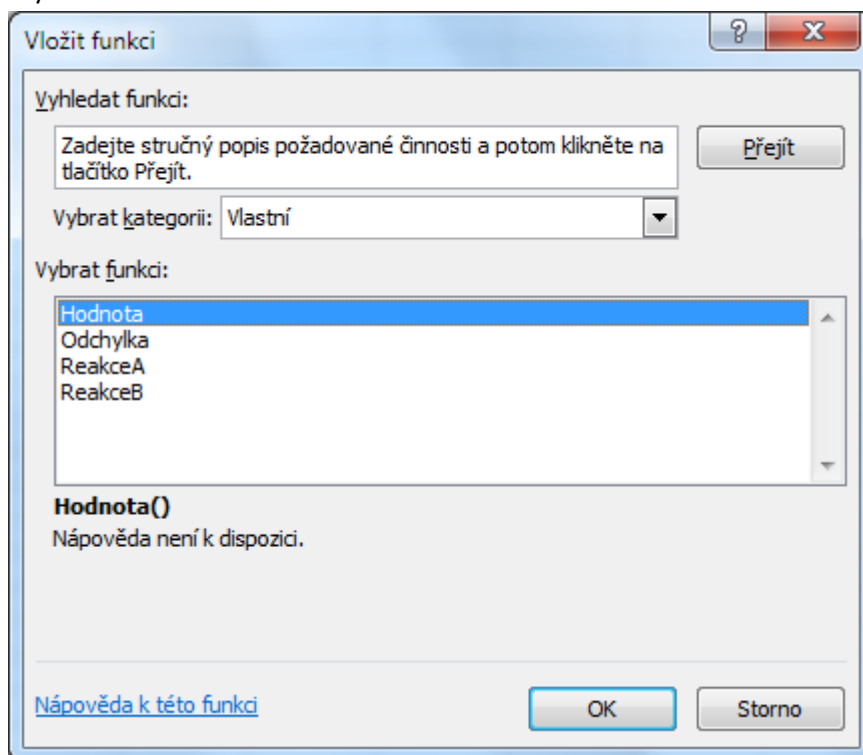 Vložit funkci
Vyhledat funkci:
Zadejte stručný popis požadované činnosti a potom klikněte na
tlačítko Přejít.
Přejít
Vybrat kategorii: Vlastní
Vybrat funkci:
Hodnota
Odchylka
ReakceA
ReakceB
Hodnota()
Nápověda není k dispozici.
Nápověda k této funkci
OK
Storno